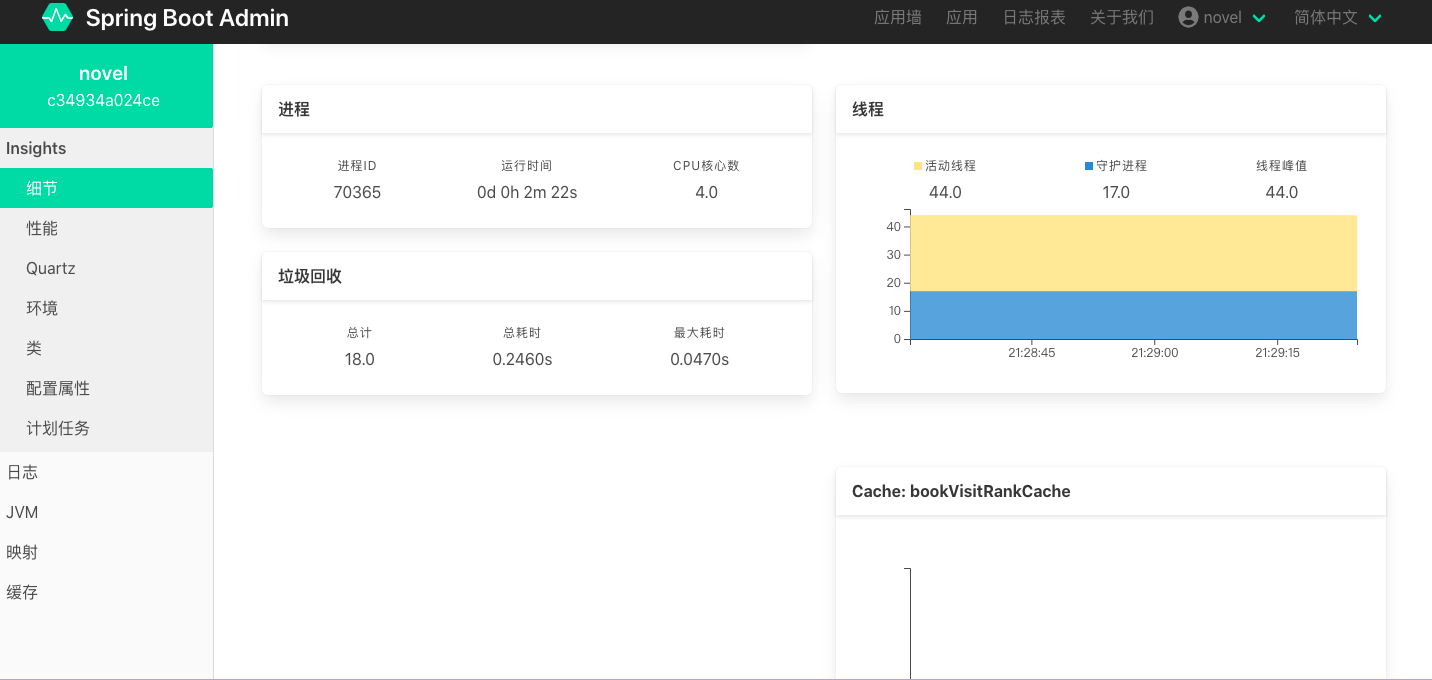 Spring Boot Admin
应用墙 应用 日志报表 关于我们 novel 简体中文
novel
c34934a024ce
Insights
细节
性能
Quartz
环境
类
配置属性
计划任务
日志
JVM
映射
缓存
进程
进程ID 运行时间 CPU核心数
70365 0d 0h 2m 22s 4.0
垃圾回收
总计 总耗时 最大耗时
18.0 0.2460s 0.0470s
线程
活动线程 守护进程 线程峰值
44.0 17.0 44.0
40
30
20
10
0
21:28:45 21:29:00 21:29:15
Cache: bookVisitRankCache